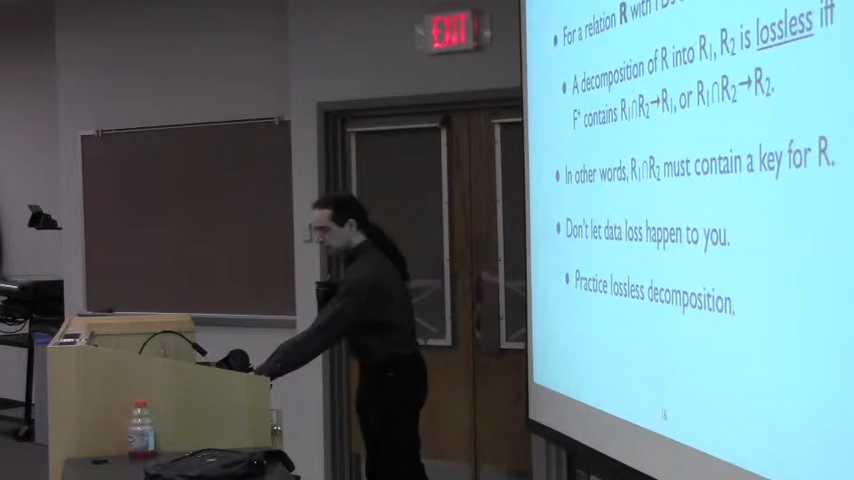 EXIT
• For a relation R with FDs
• A decomposition of R into R₁, R₂ is lossless iff
F⁺ contains R₁∩R₂→R₁, or R₁∩R₂→R₂.
• In other words, R₁∩R₂ must contain a key for R.
• Don't let data loss happen to you.
• Practice lossless decomposition.
16